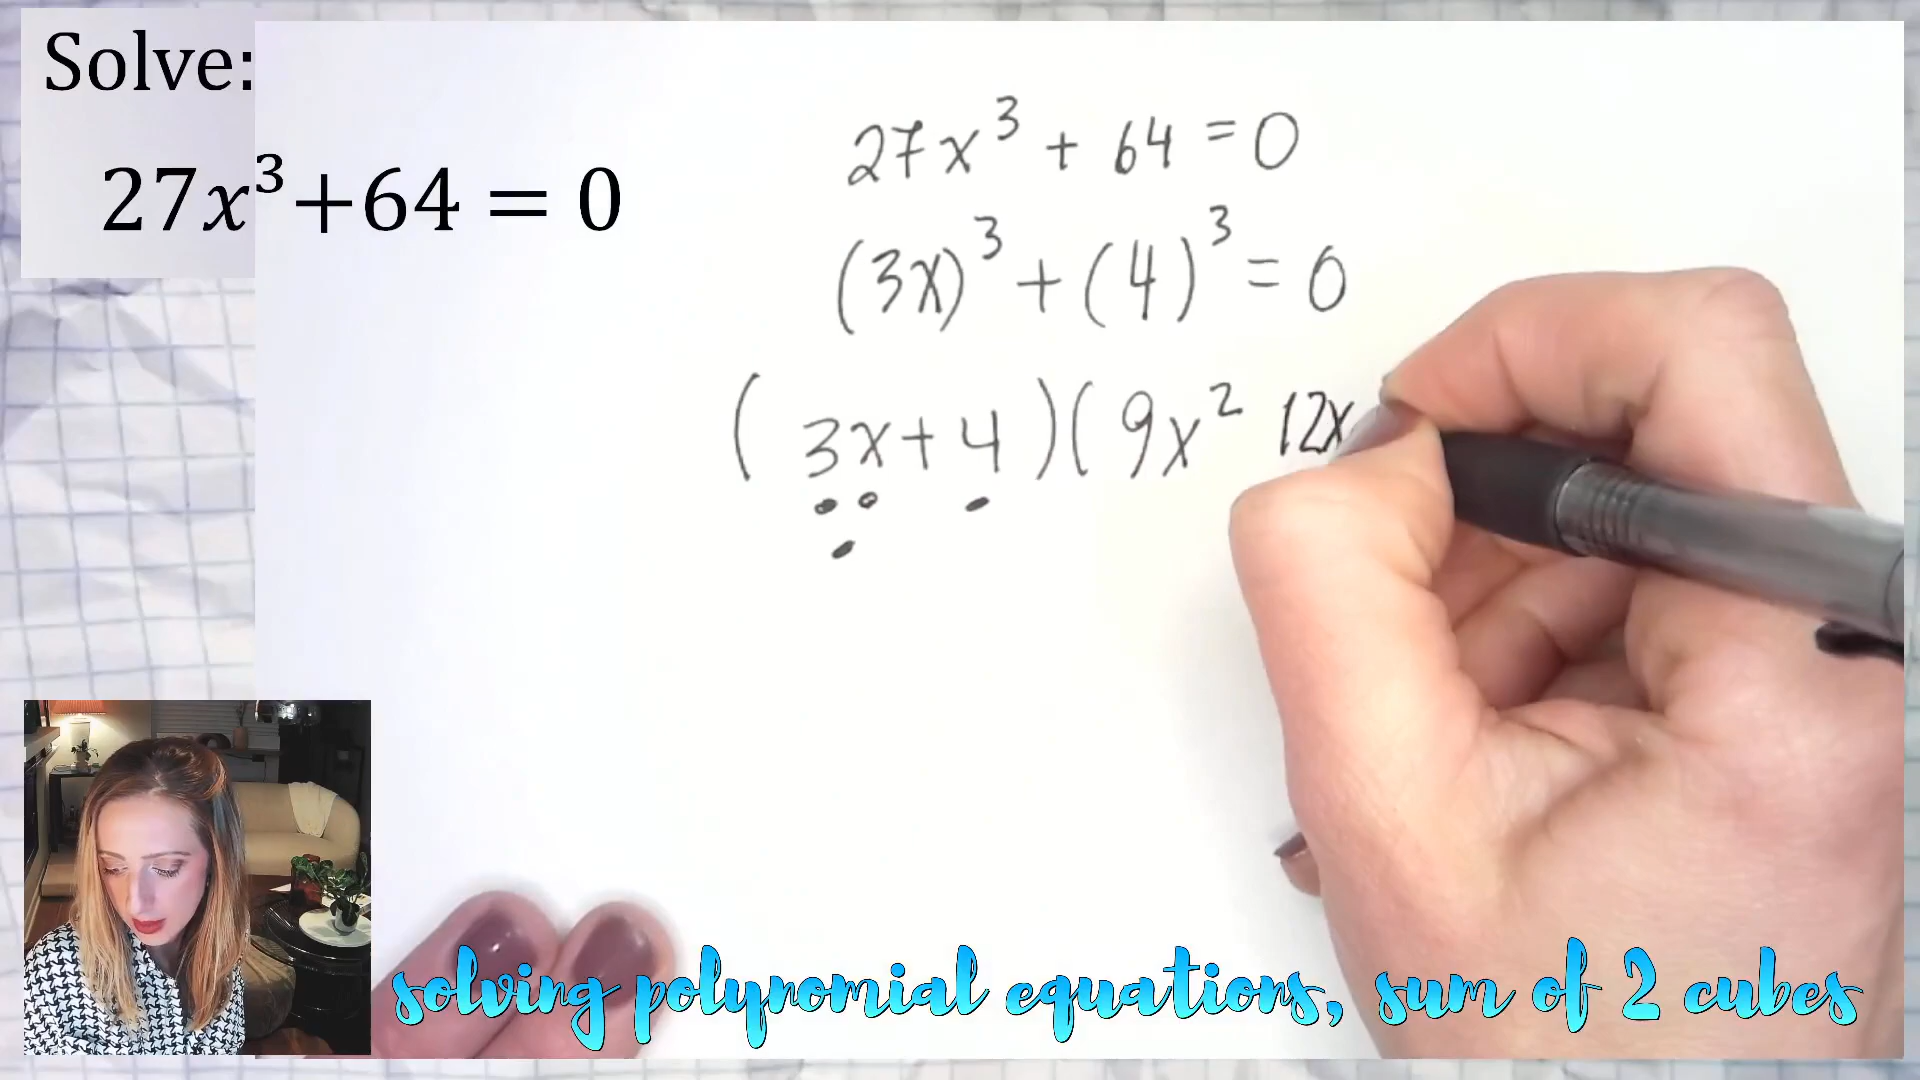 Solve:
27x³+64 = 0
27x³ + 64 = 0
(3x)³ + (4)³ = 0
(3x+4)(9x² 12x
solving polynomial equations, sum of 2 cubes